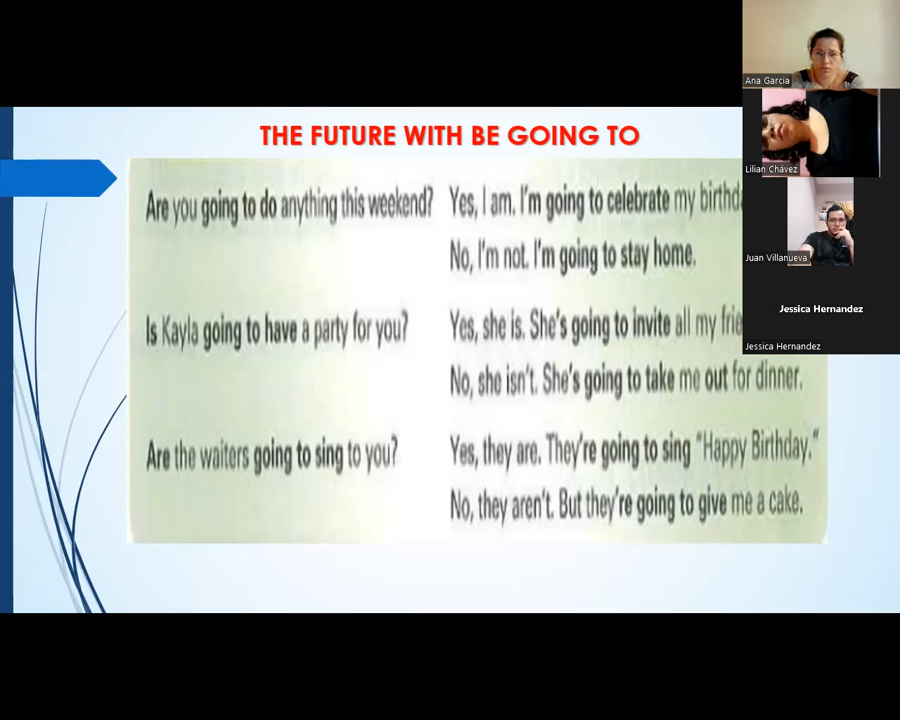 THE FUTURE WITH BE GOING TO
Are you going to do anything this weekend?
Yes, I am. I'm going to celebrate my
No, I'm not. I'm going to stay home.
Is Kayla going to have a party for you?
Yes, she is. She's going to invite all my
No, she isn't. She's going to take me out for dinner.
Are the waiters going to sing to you?
Yes, they are. They're going to sing "Happy Birthday."
No, they aren't. But they're going to give me a cake.
Ana Garcia
Lilian Chávez
Juan Villanueva
Jessica Hernandez
Jessica Hernandez